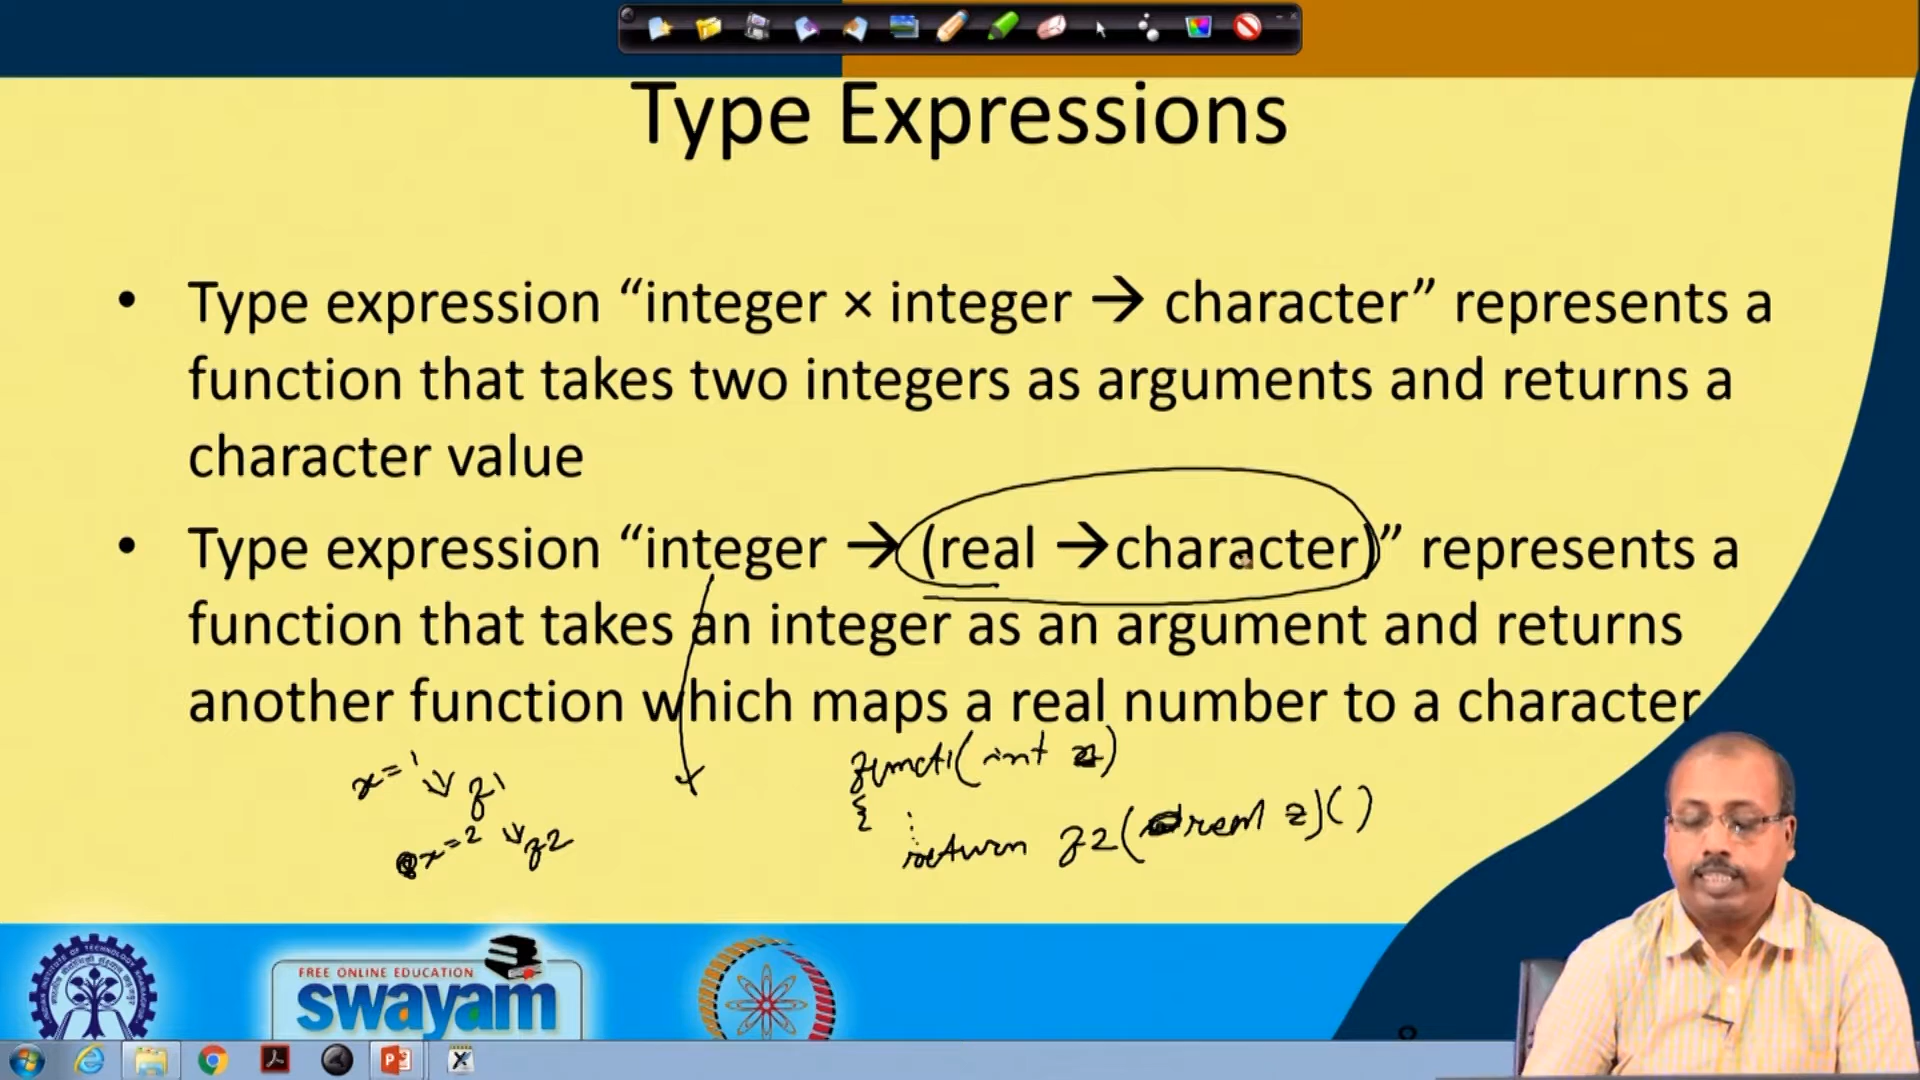 Type Expressions
• Type expression “integer × integer → character” represents a
function that takes two integers as arguments and returns a
character value
• Type expression “integer → (real →character)” represents a
function that takes an integer as an argument and returns
another function which maps a real number to a character
x=1 f1
x=2 f2
funct1(int
{
return f2( real z)()
FREE ONLINE EDUCATION
swayam
8